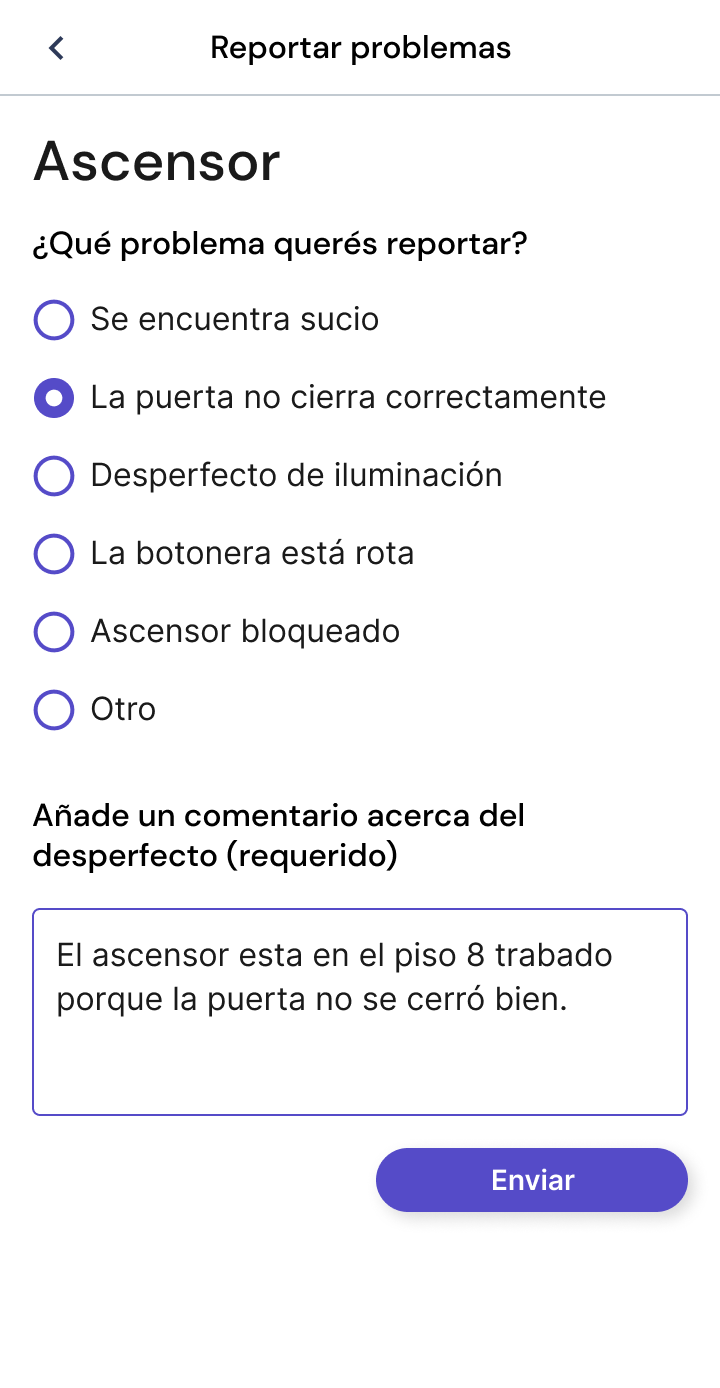 Reportar problemas
Ascensor
¿Qué problema querés reportar?
Se encuentra sucio
La puerta no cierra correctamente
Desperfecto de iluminación
La botonera está rota
Ascensor bloqueado
Otro
Añade un comentario acerca del
desperfecto (requerido)
El ascensor esta en el piso 8 trabado
porque la puerta no se cerró bien.
Enviar